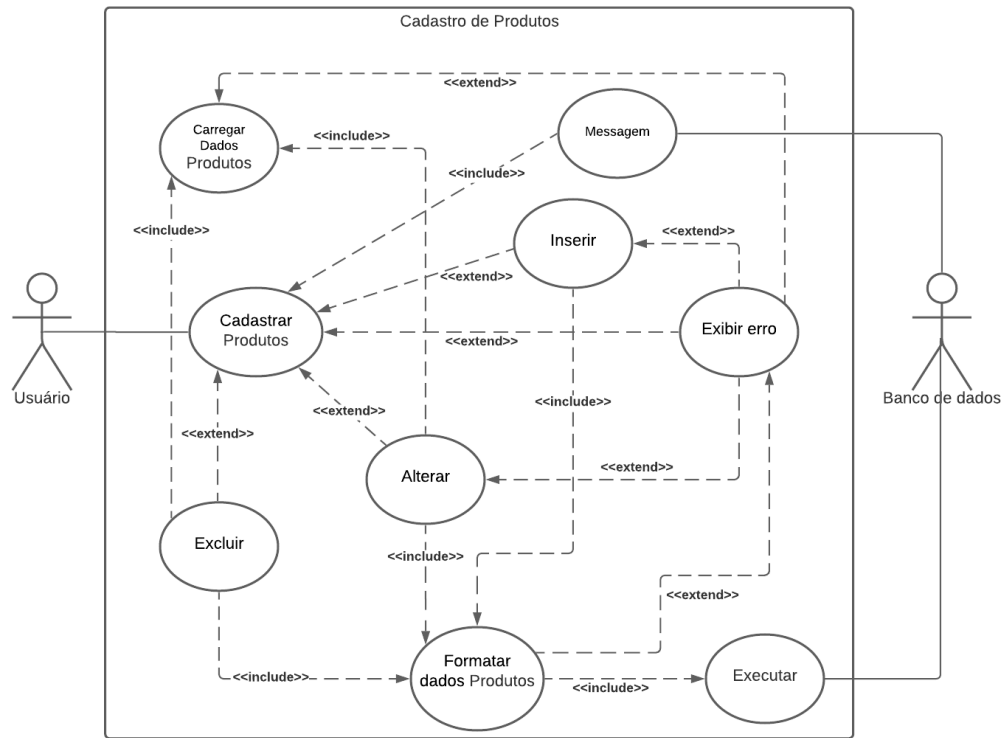 Cadastro de Produtos
<<extend>>
Carregar
Dados
Produtos
<<include>>
Messagem
<<include>>
<<include>>
Inserir
<<extend>>
<<extend>>
Cadastrar
Produtos
Exibir erro
<<extend>>
Usuário
Banco de dados
<<include>>
<<extend>>
<<extend>>
Alterar
<<extend>>
Excluir
<<include>>
<<extend>>
Formatar
dados Produtos
<<include>>
<<include>>
Executar